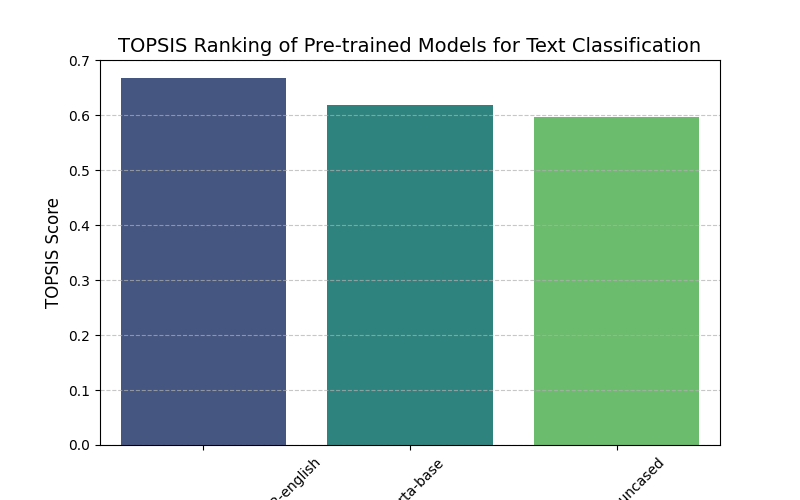 TOPSIS Ranking of Pre-trained Models for Text Classification
TOPSIS Score
0.7
0.6
0.5
0.4
0.3
0.2
0.1
0.0
-english
rta-base
uncased